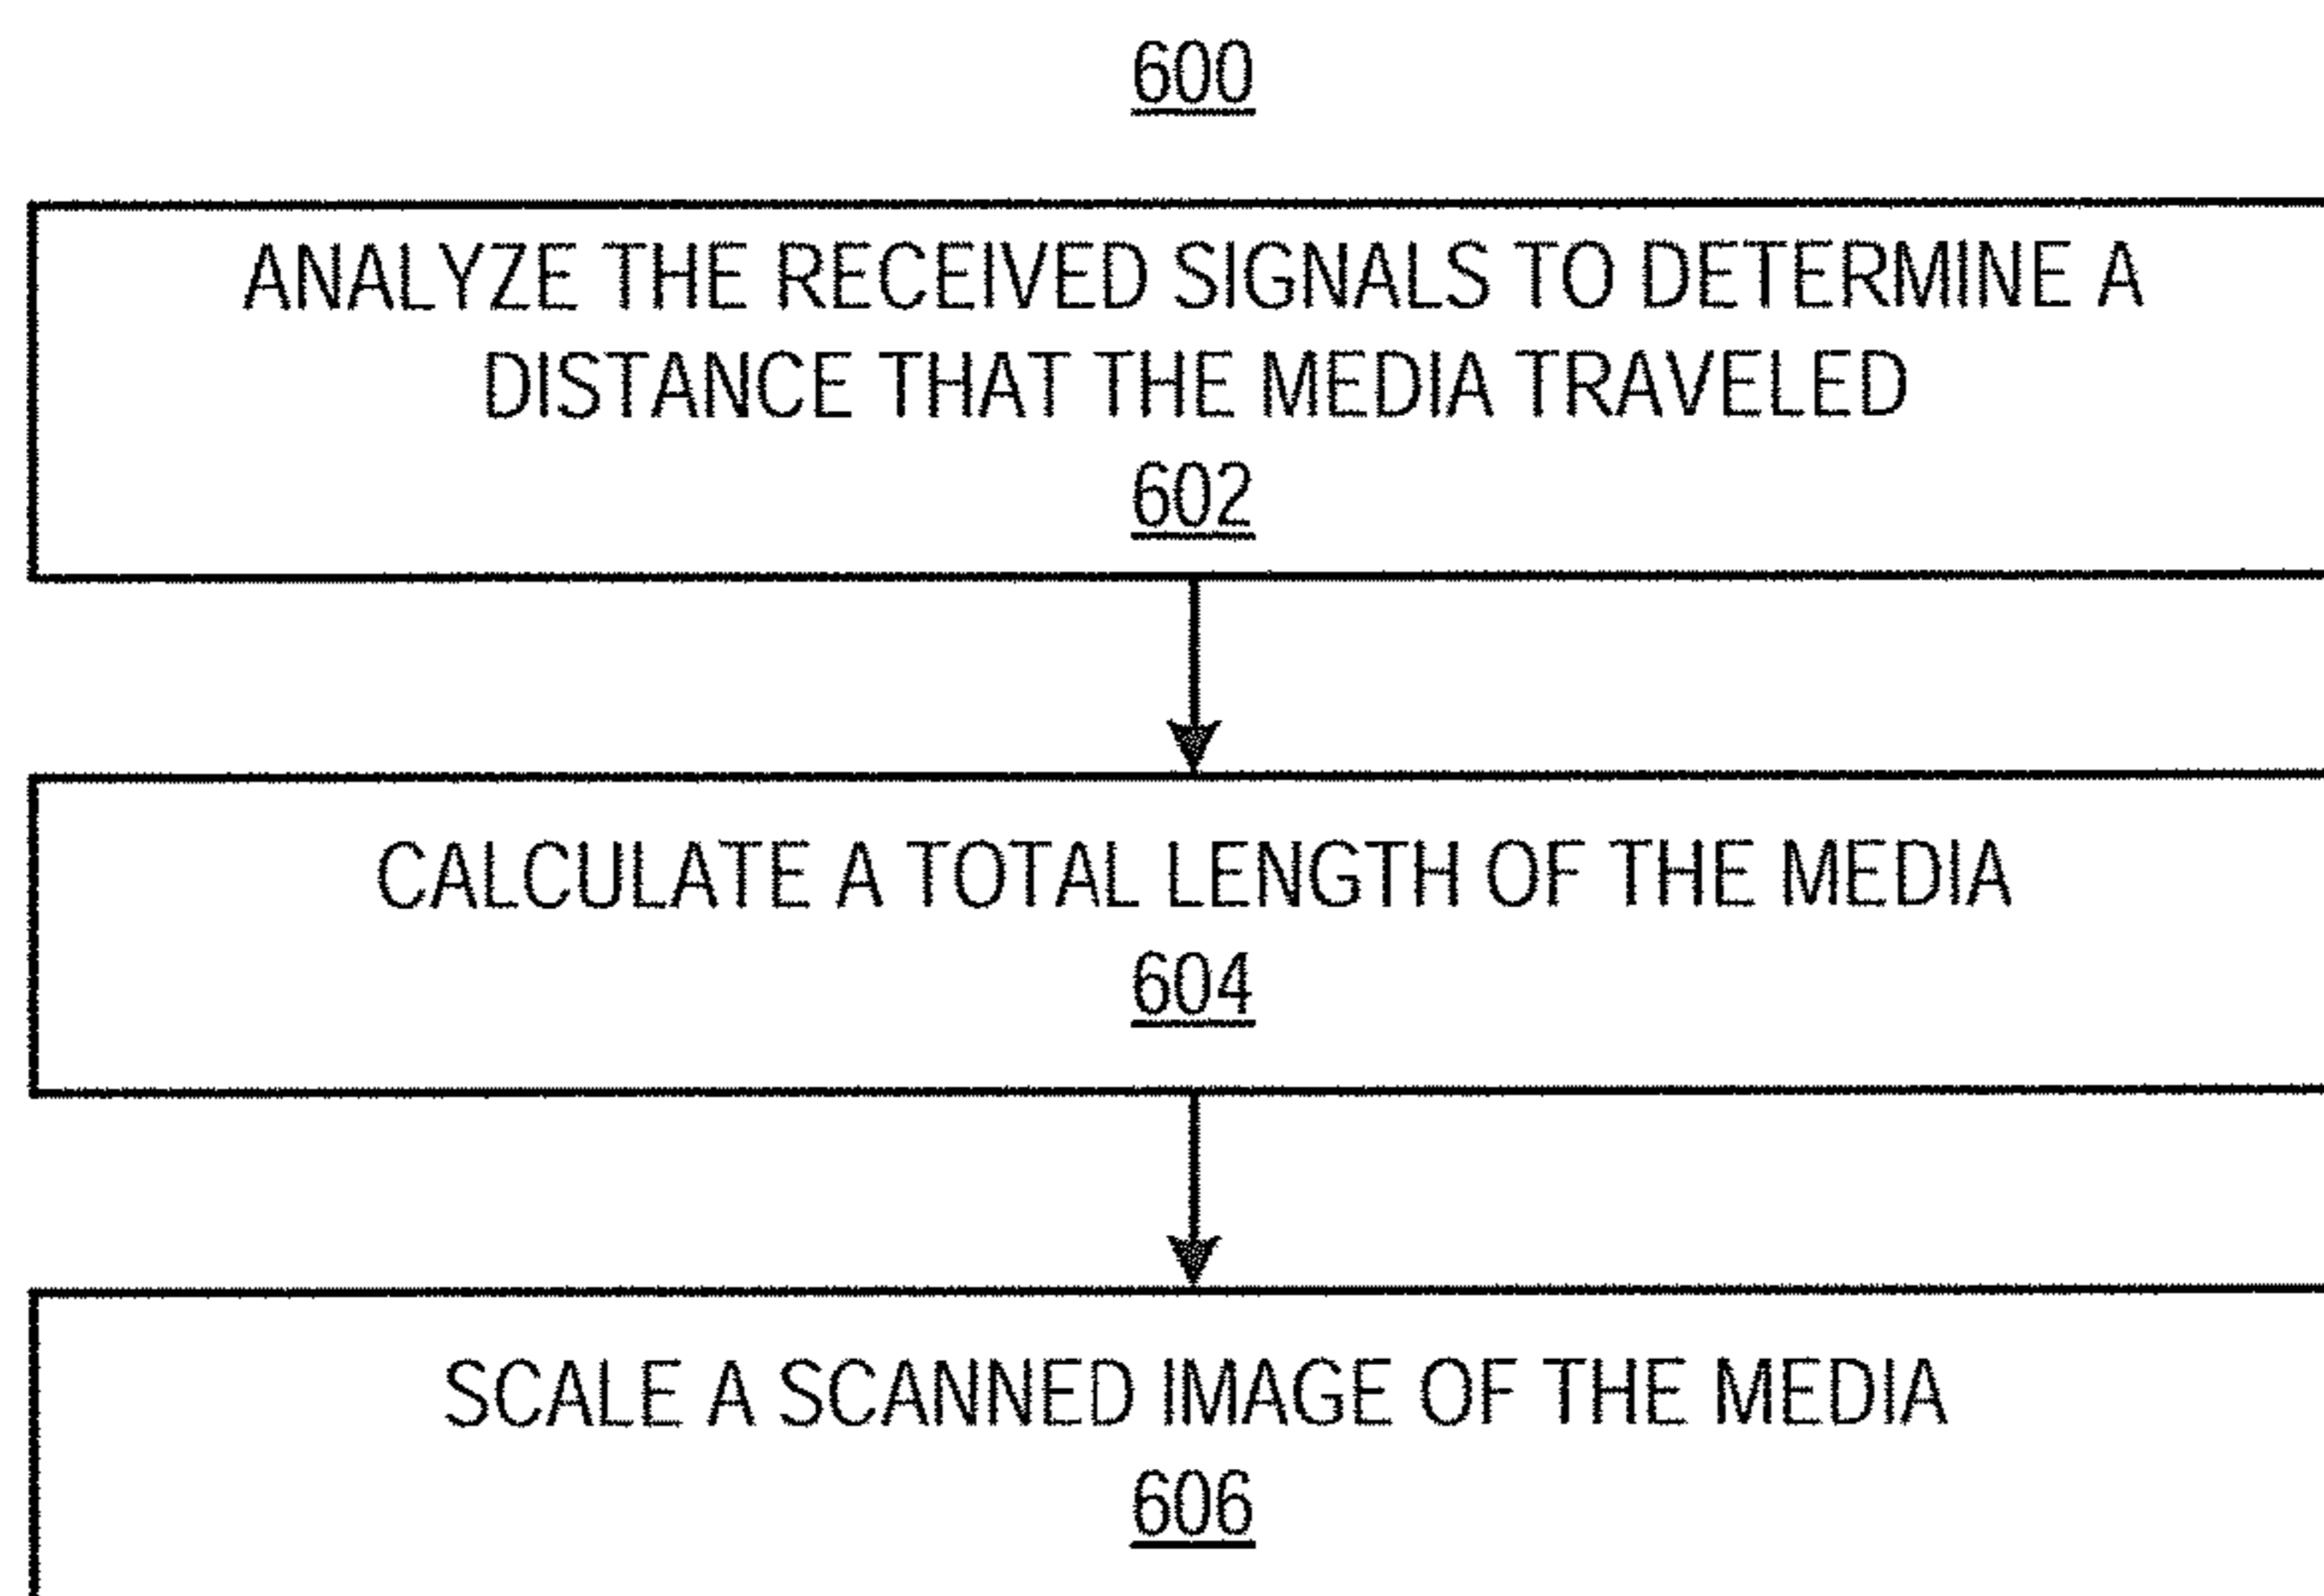 600
ANALYZE THE RECEIVED SIGNALS TO DETERMINE A
DISTANCE THAT THE MEDIA TRAVELED
602
CALCULATE A TOTAL LENGTH OF THE MEDIA
604
SCALE A SCANNED IMAGE OF THE MEDIA
606